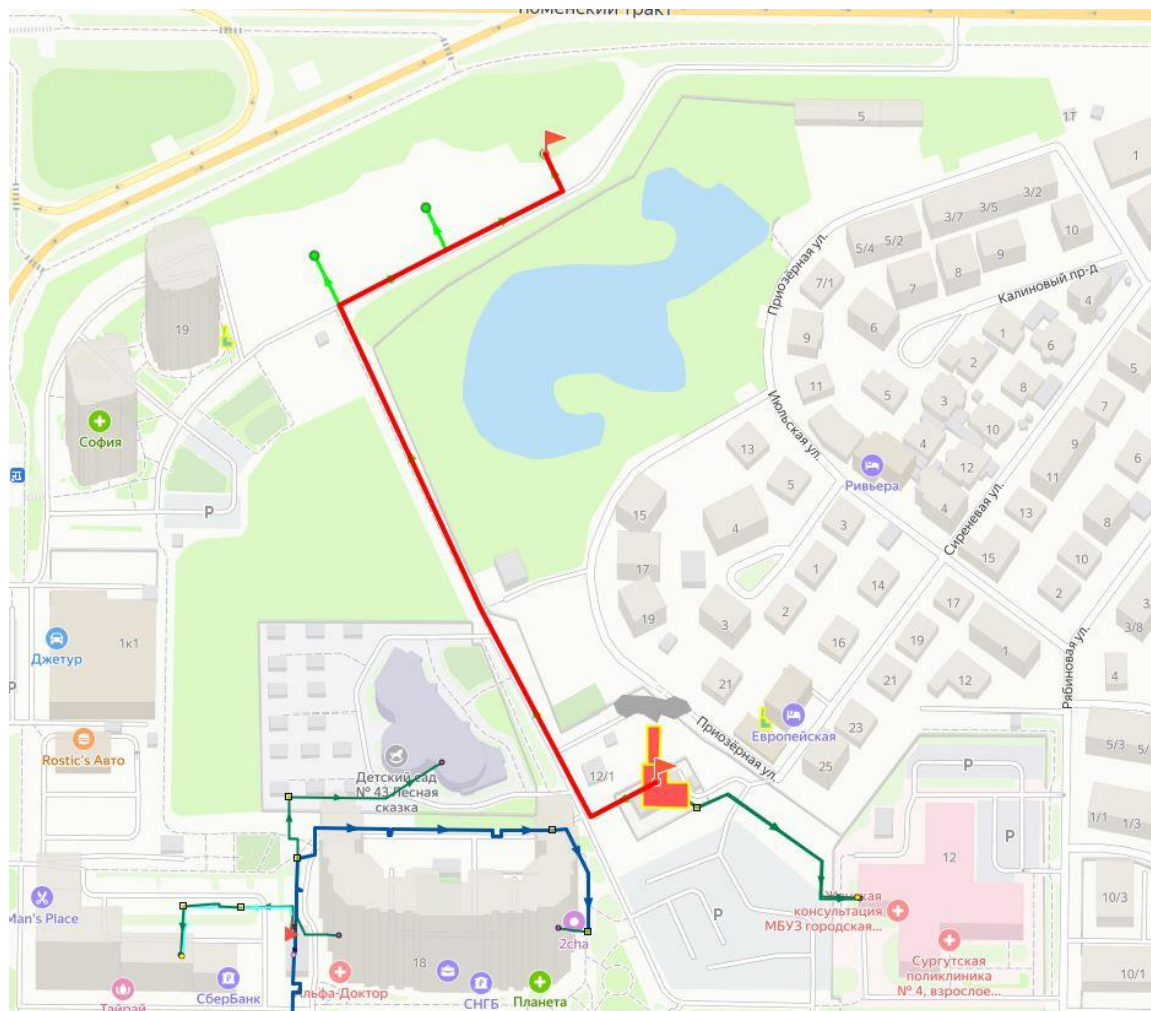 Тюменский тракт
5
1Т
1
3/2
3/5
3/7
10
5/2
5/4
9
8
7
7/1
Приозёрная ул.
Калиновый пр-д
4
6
1
6
9
2
5
19
11
8
5
3
7
Июльская ул.
10
4
9
София
13
12
6
Ривьера
5
11
4
13
8
P
15
4
3
Сиреневая ул.
15
10
17
1
14
2
19
3
2
17
3/8
1к1
16
19
1
Джетур
21
21
12
4
Рябиновая ул.
P
Европейская
23
Приозёрная ул.
5/3
5/
Rostic's Авто
25
P
Детский сад
№ 43 Лесная
сказка
12/1
1/1
1/3
P
12
Man's Place
Женская
консультация
МБУЗ городская...
10/3
P
2cha
18
Сургутская
поликлиника
№ 4, взрослое...
СберБанк
Альфа-Доктор
СНГБ
Планета
10/1
Тайрай